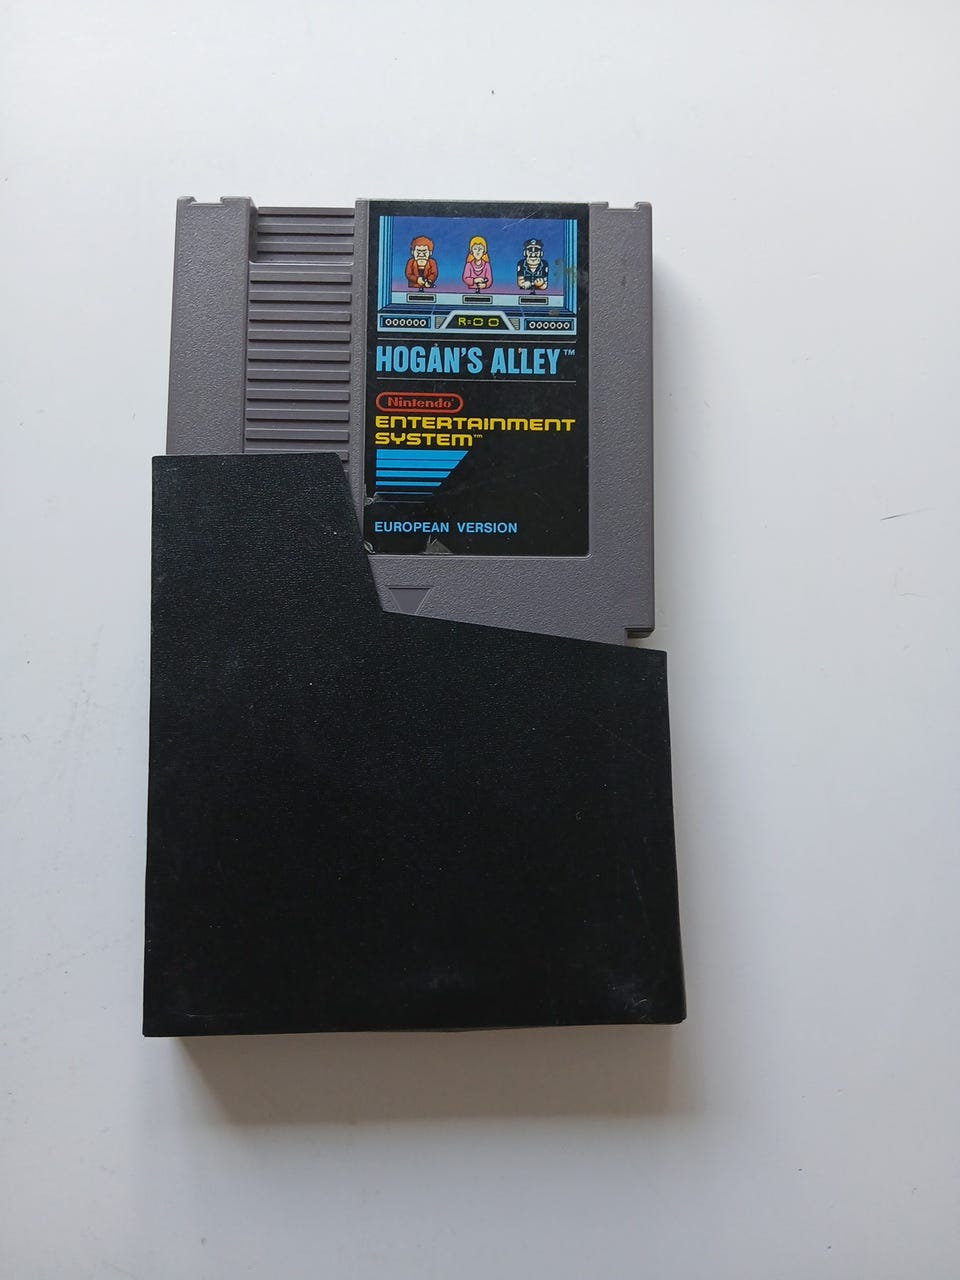 000000 R=00 000000
HOGAN'S ALLEY™
Nintendo®
ENTERTAINMENT
SYSTEM™
EUROPEAN VERSION